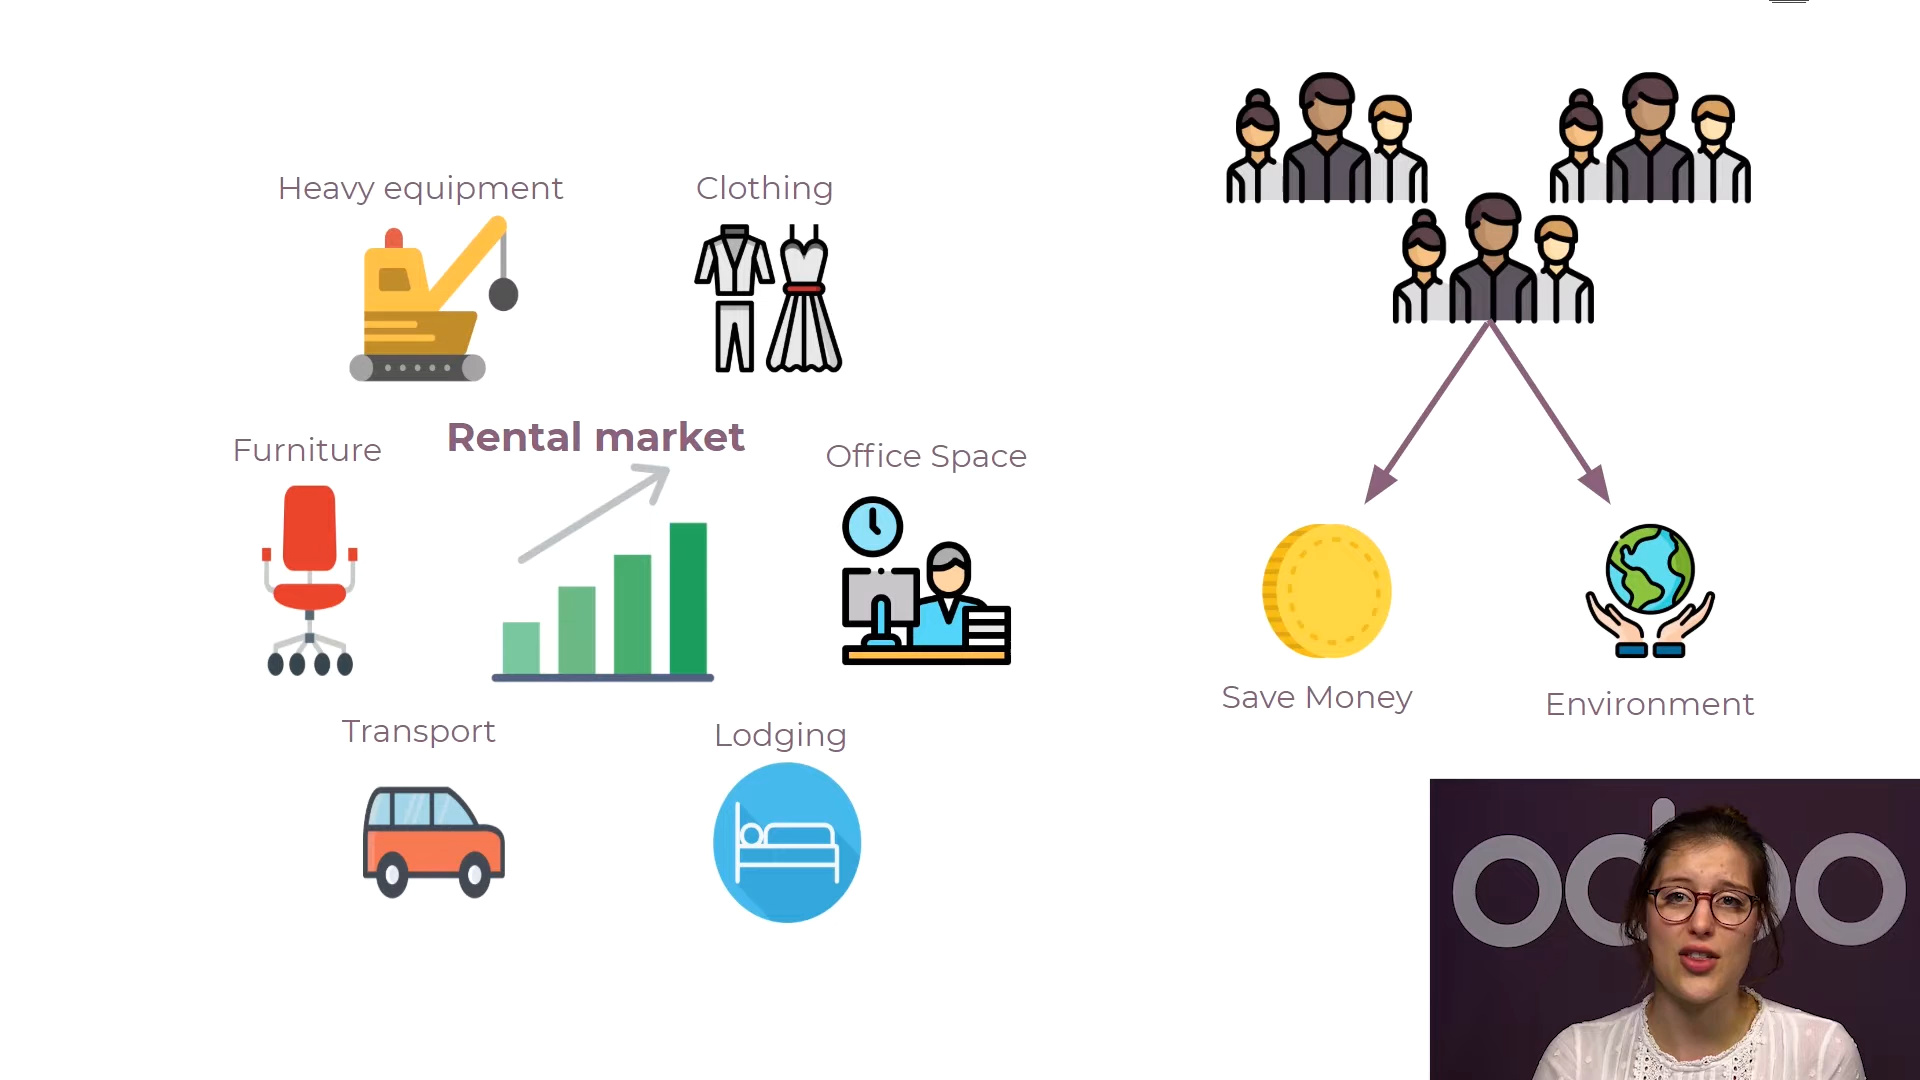 Heavy equipment
Clothing
Furniture
Rental market
Office Space
Transport
Lodging
Save Money
Environment
odoo